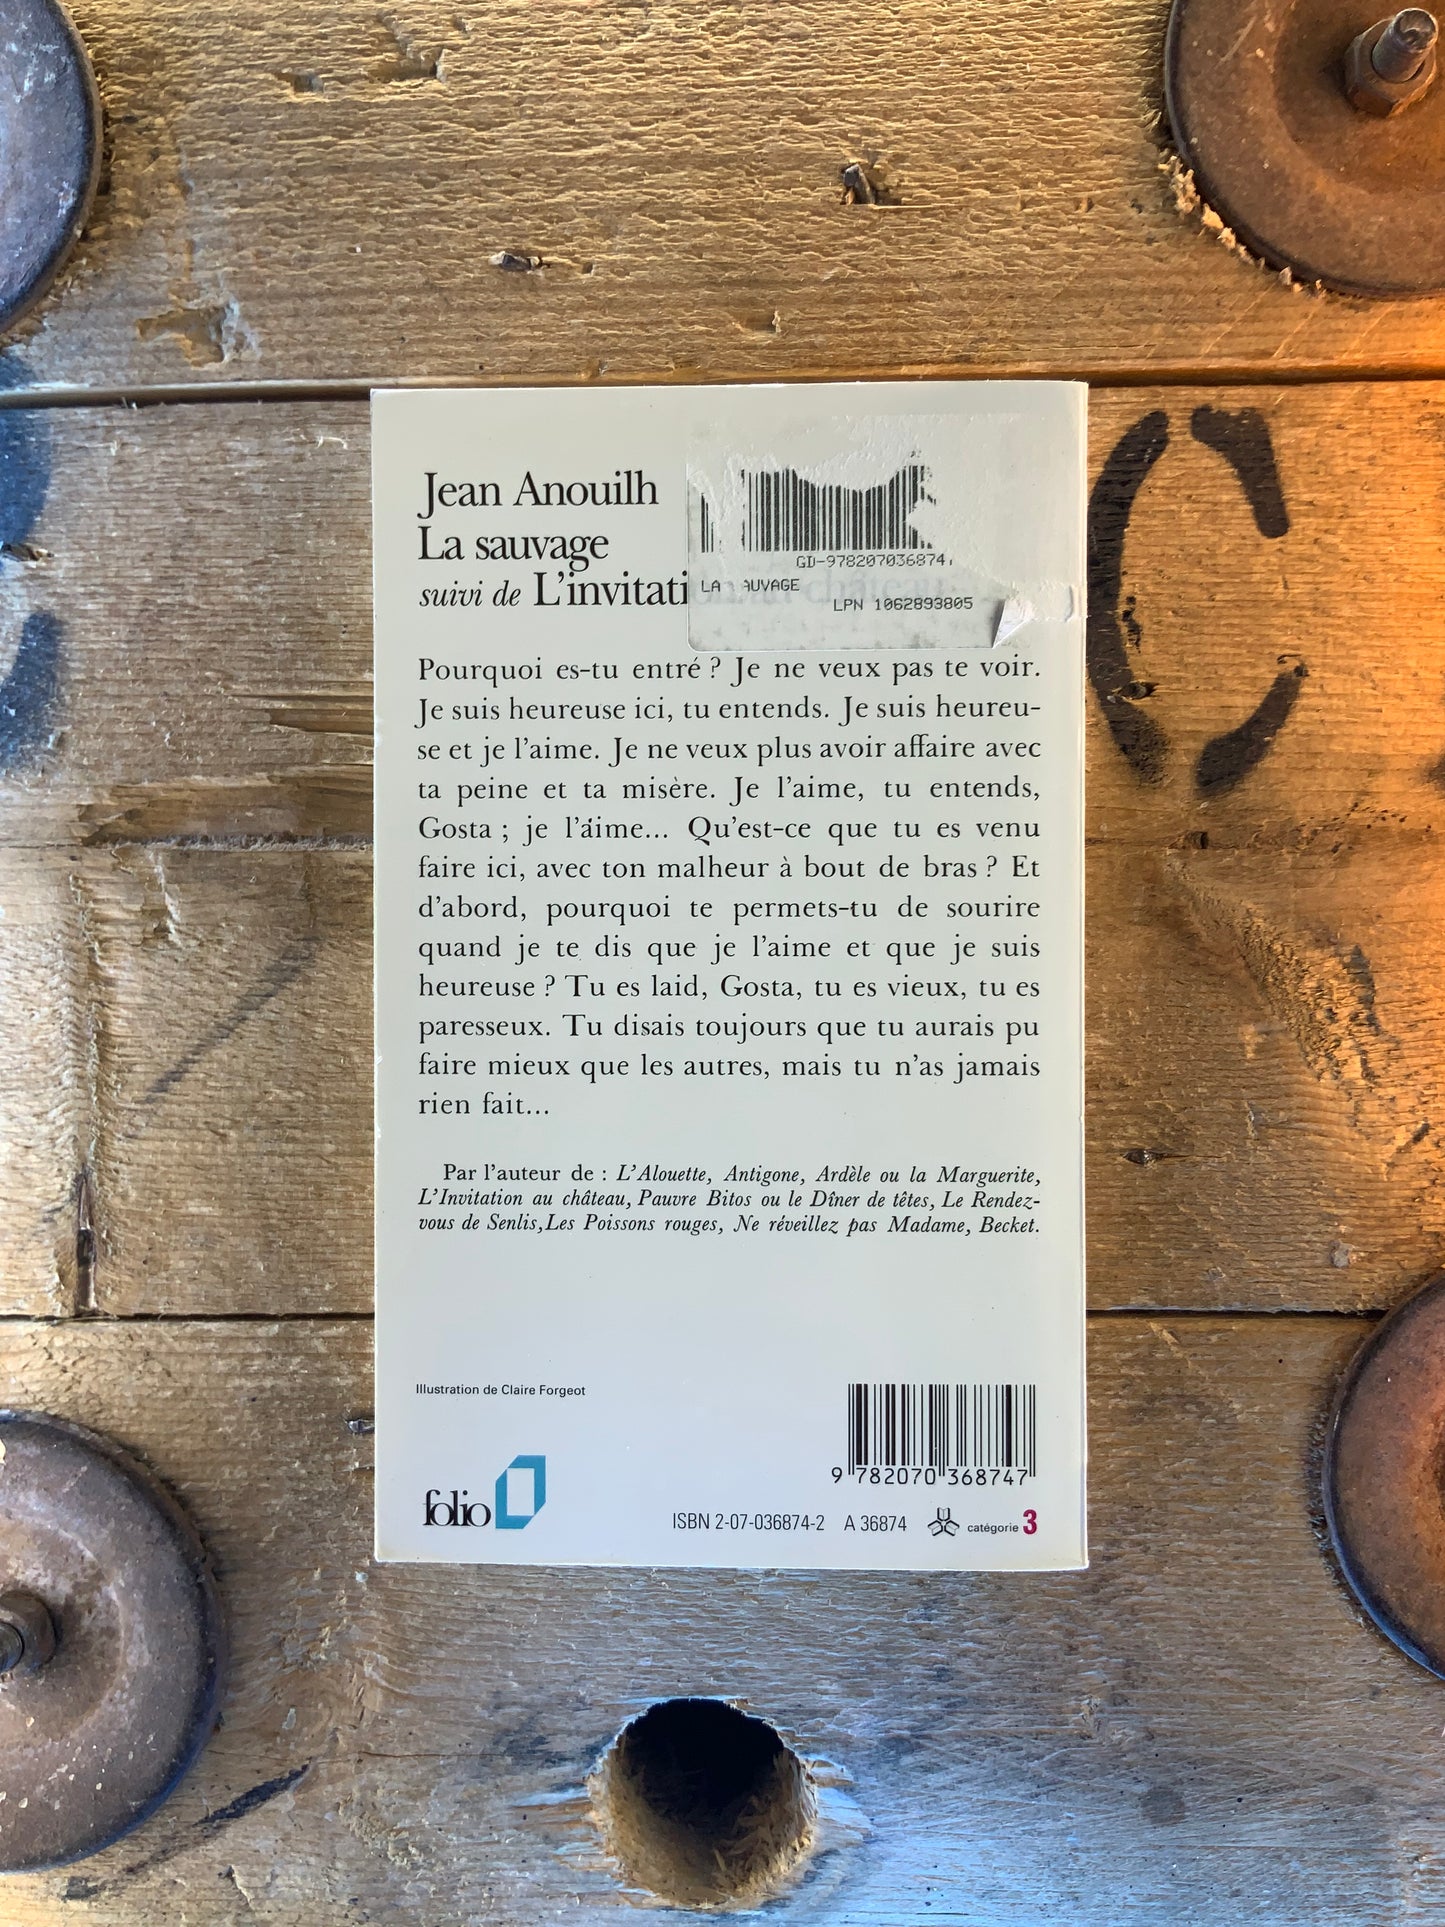 Jean Anouilh
La sauvage
suivi de L'invitation au château
GD-978207036874
LA AUVAGE
LPN 1062893805
Pourquoi es-tu entré ? Je ne veux pas te voir.
Je suis heureuse ici, tu entends. Je suis heureu-
se et je l'aime. Je ne veux plus avoir affaire avec
ta peine et ta misère. Je l'aime, tu entends,
Gosta ; je l'aime... Qu'est-ce que tu es venu
faire ici, avec ton malheur à bout de bras ? Et
d'abord, pourquoi te permets-tu de sourire
quand je te dis que je l'aime et que je suis
heureuse ? Tu es laid, Gosta, tu es vieux, tu es
paresseux. Tu disais toujours que tu aurais pu
faire mieux que les autres, mais tu n'as jamais
rien fait...
Par l'auteur de : L'Alouette, Antigone, Ardèle ou la Marguerite,
L'Invitation au château, Pauvre Bitos ou le Dîner de têtes, Le Rendez-
vous de Senlis, Les Poissons rouges, Ne réveillez pas Madame, Becket.
Illustration de Claire Forgeot
9 782070 368747
folio
ISBN 2-07-036874-2 A 36874 catégorie 3